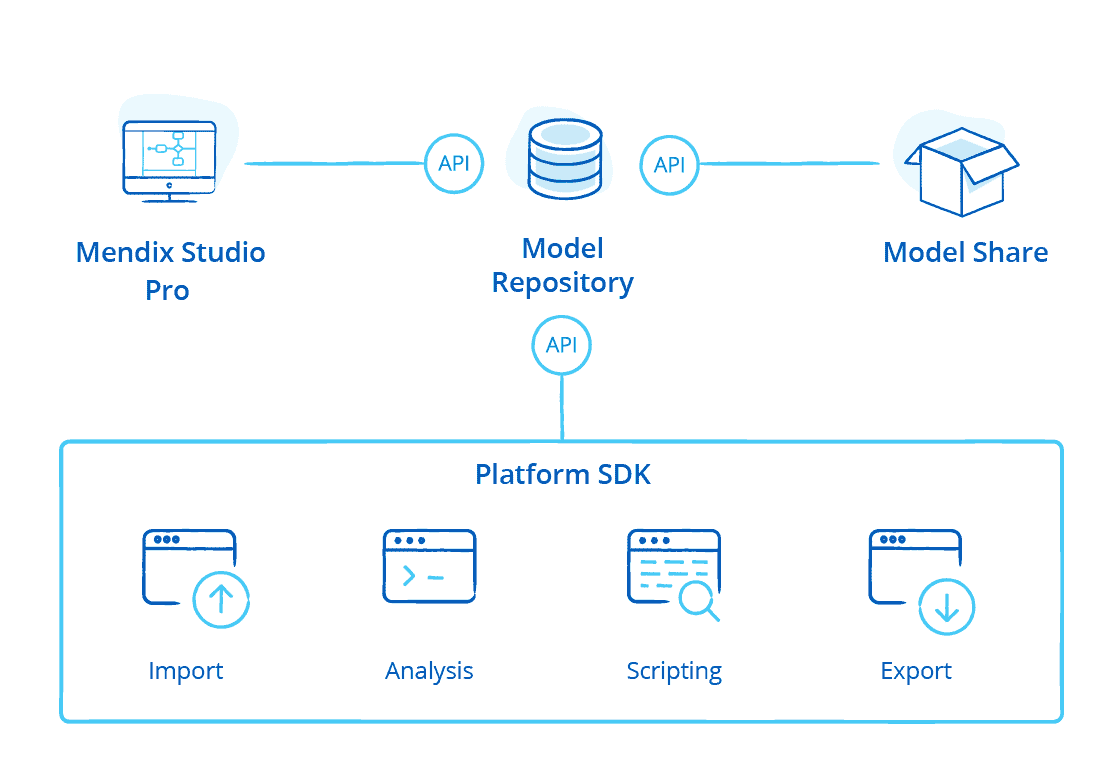 API
API
Mendix Studio
Pro
Model
Repository
Model Share
API
Platform SDK
Import
Analysis
Scripting
Export